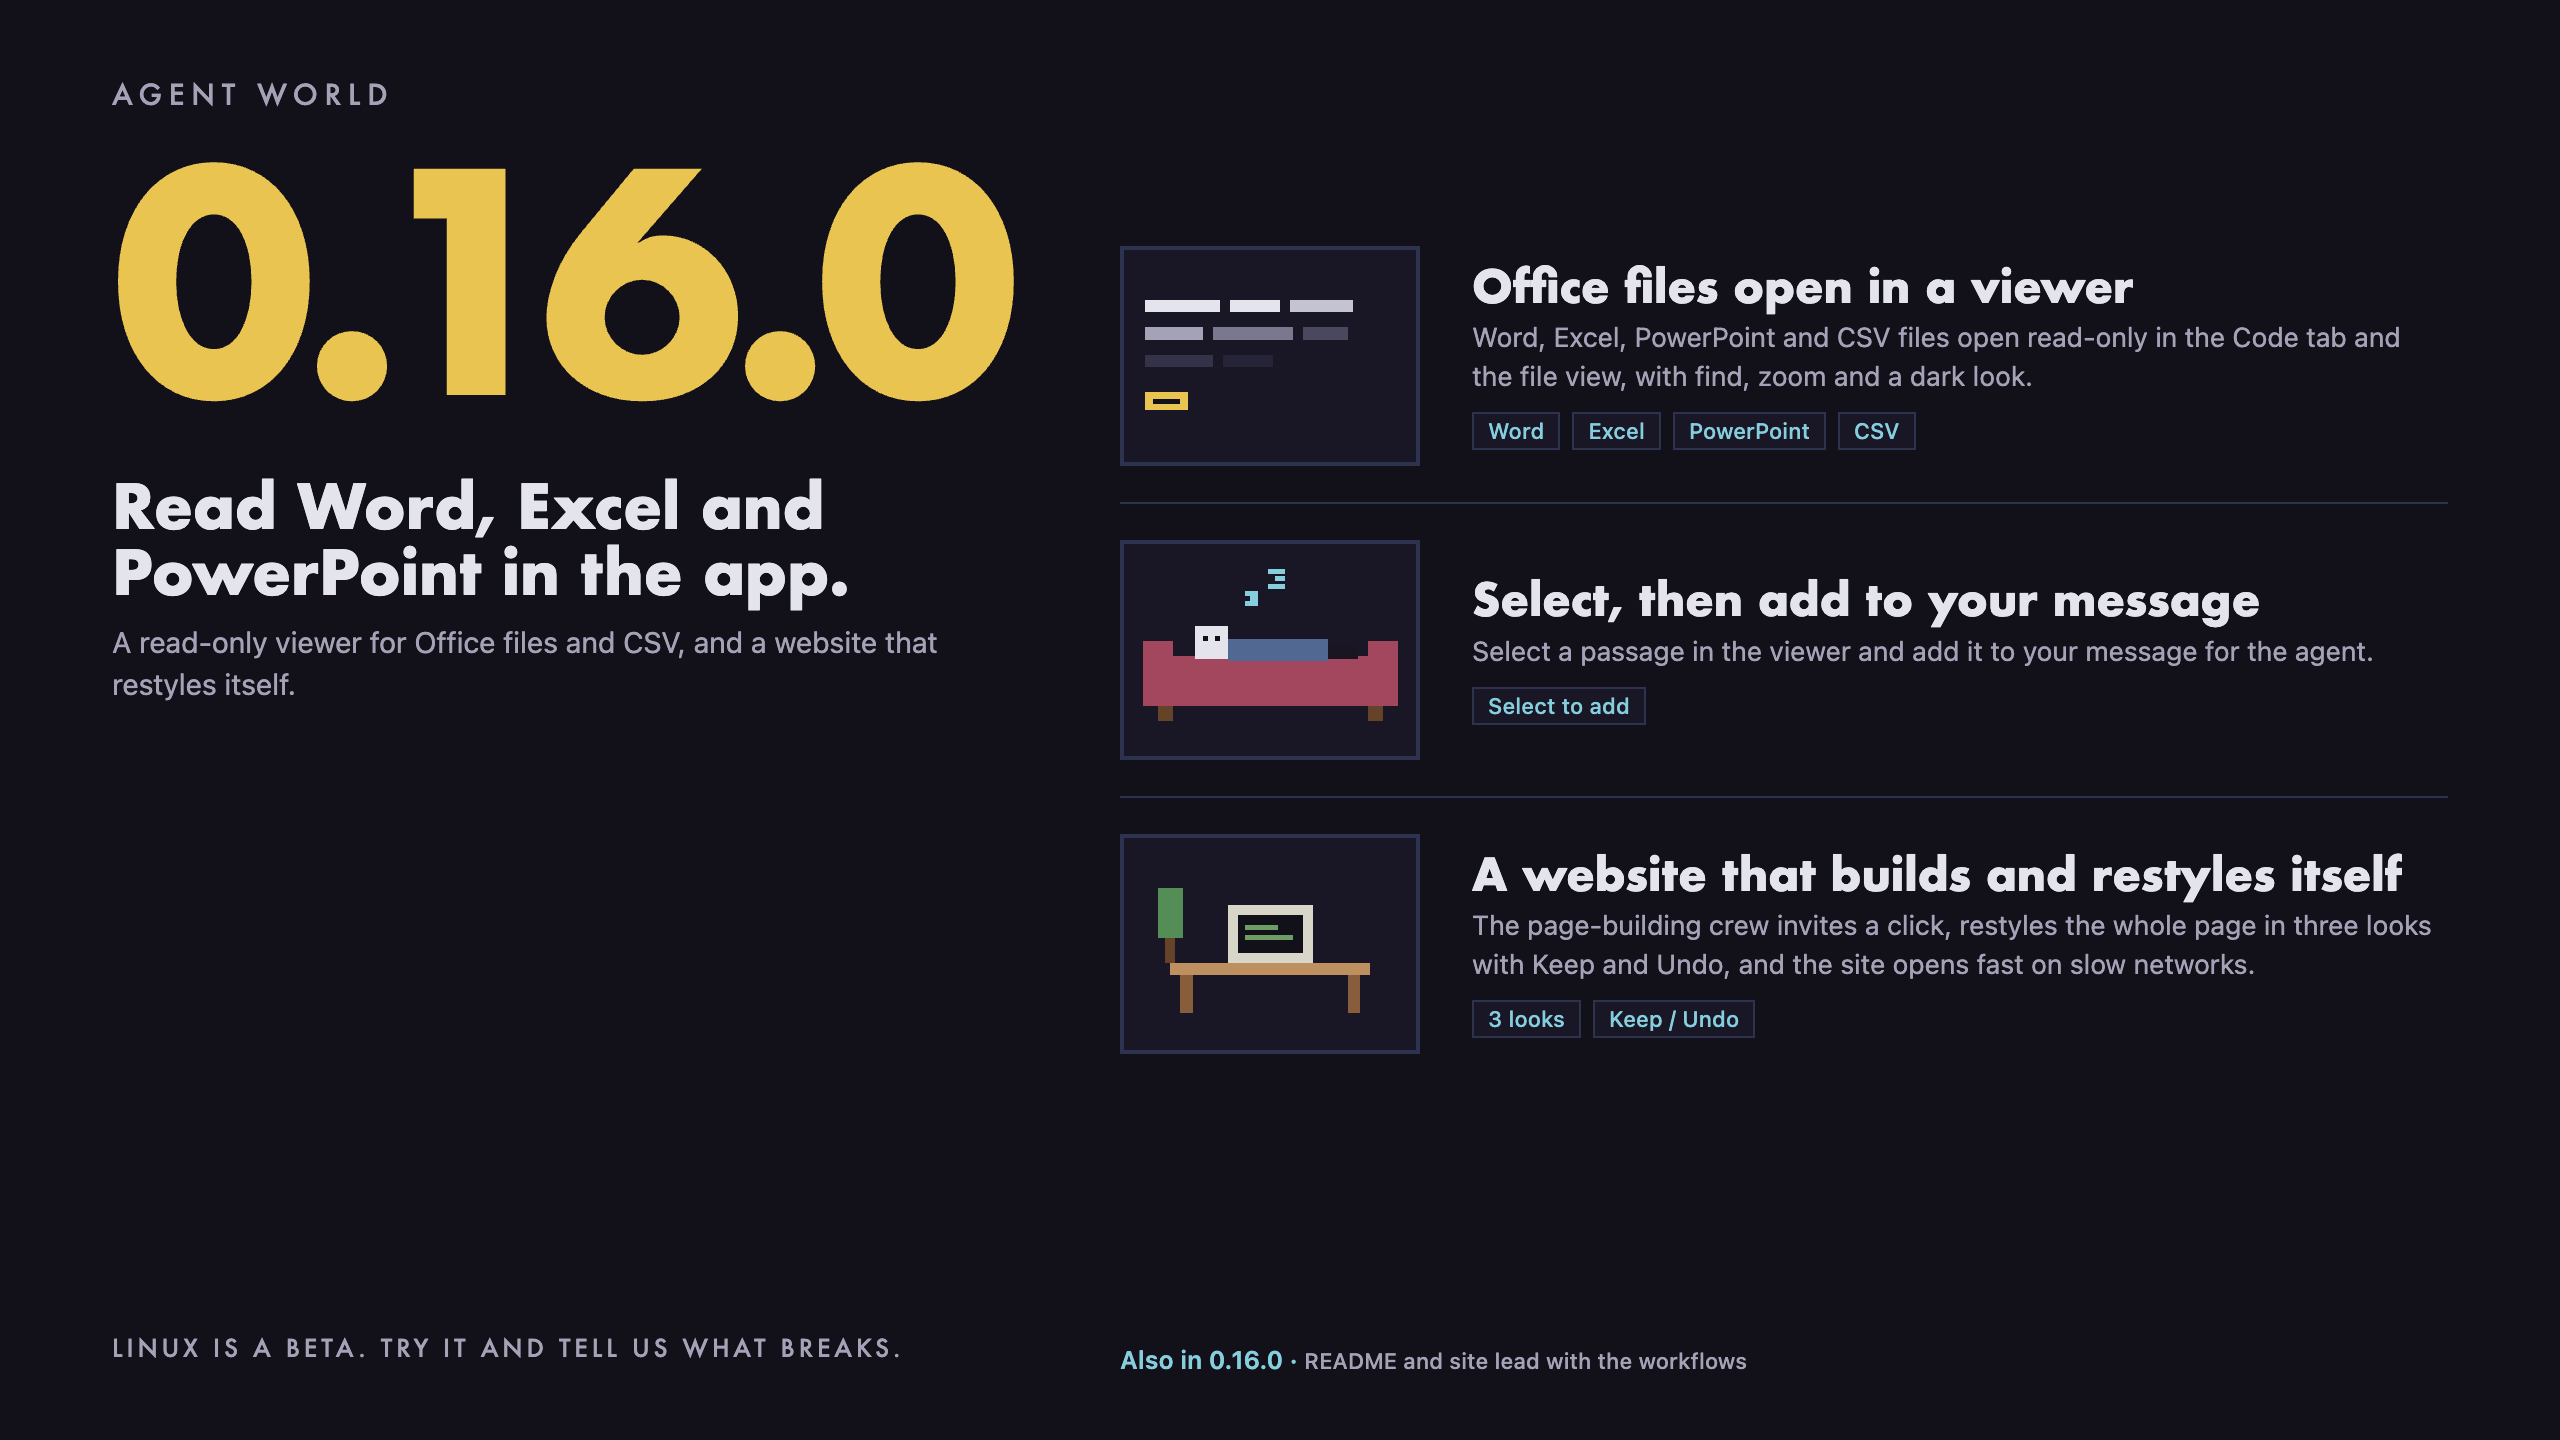 AGENT WORLD
0.16.0
Read Word, Excel and
PowerPoint in the app.
A read-only viewer for Office files and CSV, and a website that
restyles itself.
Office files open in a viewer
Word, Excel, PowerPoint and CSV files open read-only in the Code tab and
the file view, with find, zoom and a dark look.
Word
Excel
PowerPoint
CSV
Select, then add to your message
Select a passage in the viewer and add it to your message for the agent.
Select to add
A website that builds and restyles itself
The page-building crew invites a click, restyles the whole page in three looks
with Keep and Undo, and the site opens fast on slow networks.
3 looks
Keep / Undo
LINUX IS A BETA. TRY IT AND TELL US WHAT BREAKS.
Also in 0.16.0 · README and site lead with the workflows